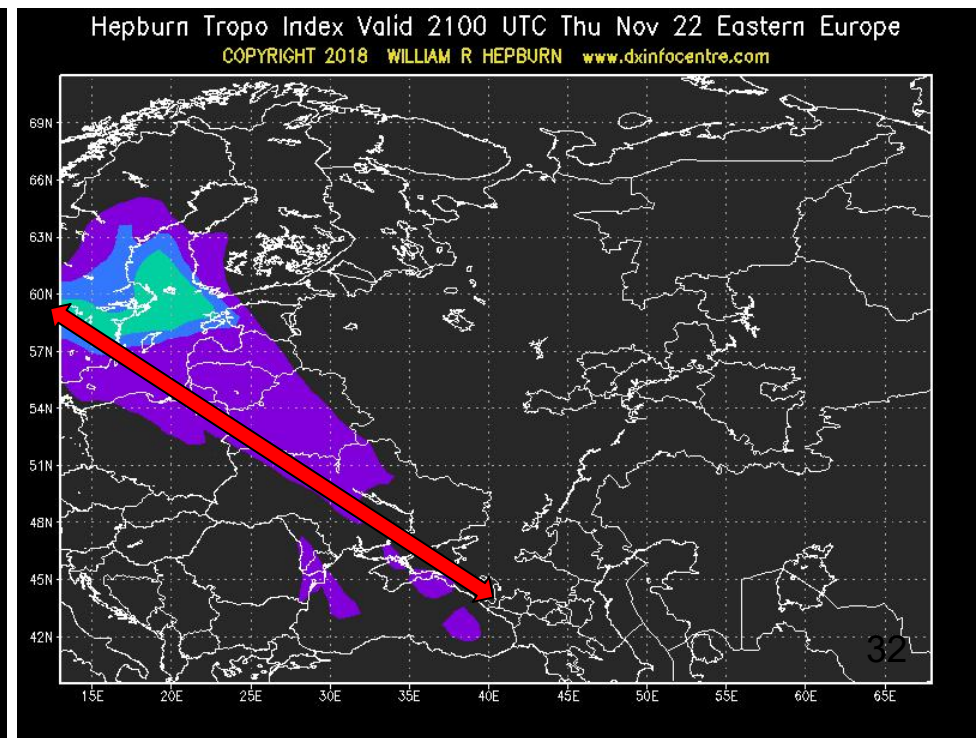 Hepburn Tropo Index Valid 2100 UTC Thu Nov 22 Eastern Europe
COPYRIGHT 2018 WILLIAM R HEPBURN www.dxinfocentre.com
69N
66N
63N
60N
57N
54N
51N
48N
45N
42N
32
15E 20E 25E 30E 35E 40E 45E 50E 55E 60E 65E